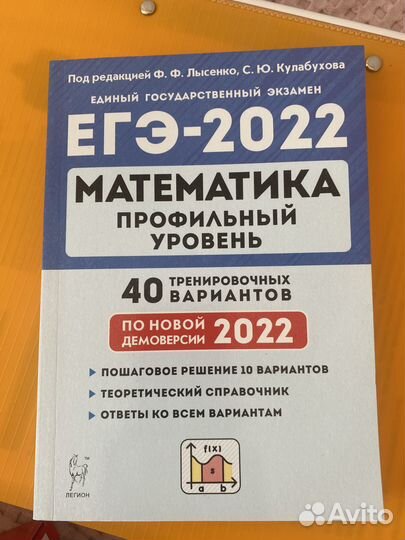 Под редакцией Ф. Ф. Лысенко, С. Ю. Кулабухова
ЕДИНЫЙ ГОСУДАРСТВЕННЫЙ ЭКЗАМЕН
ЕГЭ-2022
МАТЕМАТИКА
ПРОФИЛЬНЫЙ
УРОВЕНЬ
40 ТРЕНИРОВОЧНЫХ
ВАРИАНТОВ
ПО НОВОЙ
ДЕМОВЕРСИИ 2022
• ПОШАГОВОЕ РЕШЕНИЕ 10 ВАРИАНТОВ
• ТЕОРЕТИЧЕСКИЙ СПРАВОЧНИК
• ОТВЕТЫ КО ВСЕМ ВАРИАНТАМ
f(x)
S
a b
ЛЕГИОН
TM
Avito